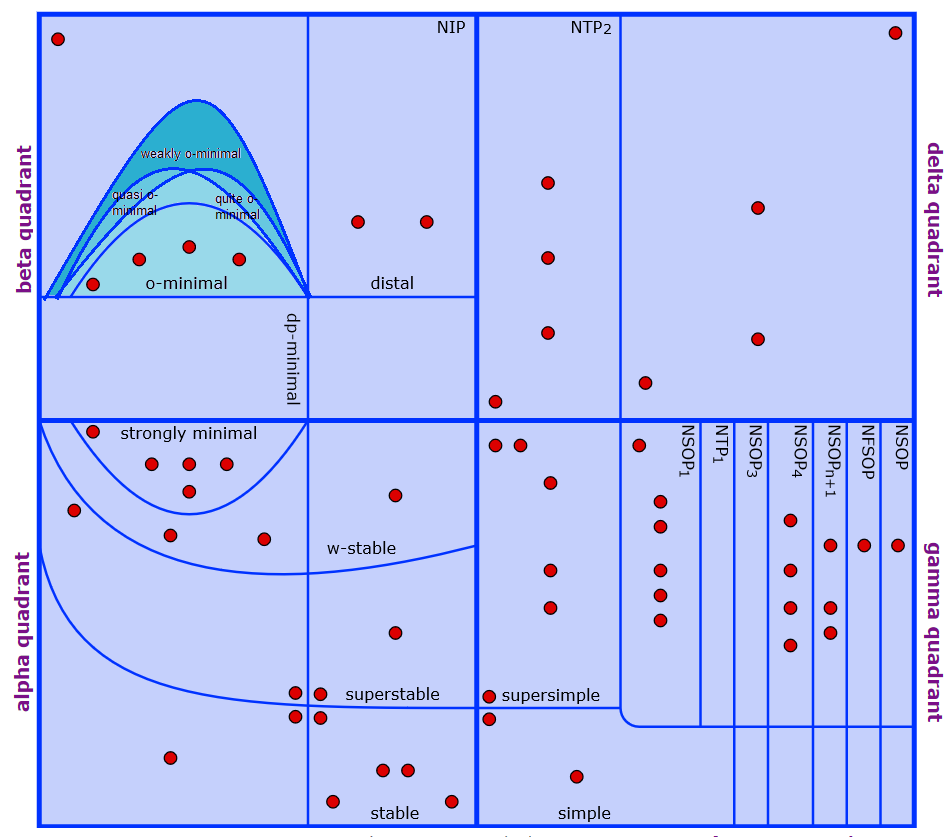 NIP
NTP2
beta quadrant
weakly o-minimal
quasi o-
minimal
quite o-
minimal
o-minimal
distal
delta quadrant
dp-minimal
strongly minimal
NSOP1
NTP1
NSOP3
NSOP4
NSOPn+1
NFSOP
NSOP
w-stable
alpha quadrant
gamma quadrant
superstable
supersimple
stable
simple